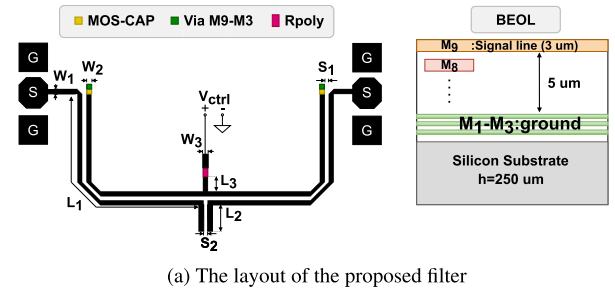 MOS-CAP Via M9-M3 Rpoly
BEOL
G
S
G
W1
W2
Vctrl
+ -
W3
L3
L1
L2
S2
S1
G
S
G
M9 :Signal line (3 um)
M8
5 um
M1-M3:ground
Silicon Substrate
h=250 um
(a) The layout of the proposed filter